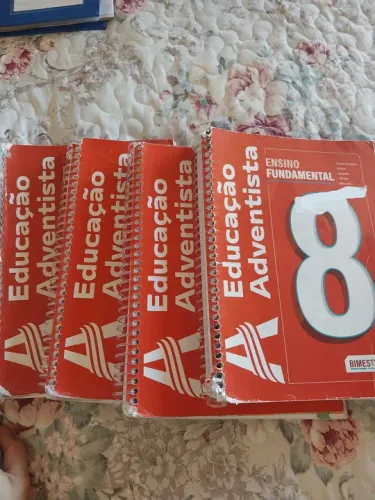 Educação
Adventista
Educação
Adventista
Educação
Adventista
Educação
Adventista
ENSINO
FUNDAMENTAL
8
BIMEST